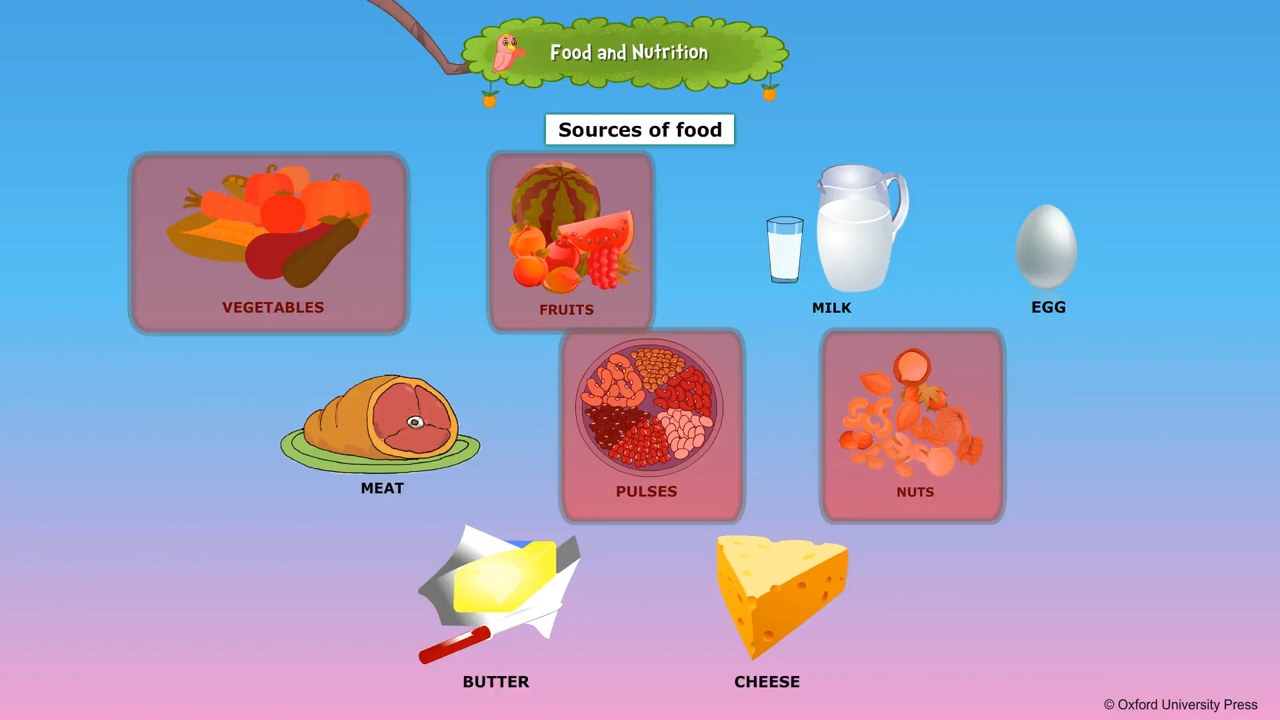 Food and Nutrition
Sources of food
VEGETABLES
FRUITS
MILK
EGG
MEAT
PULSES
NUTS
BUTTER
CHEESE
© Oxford University Press